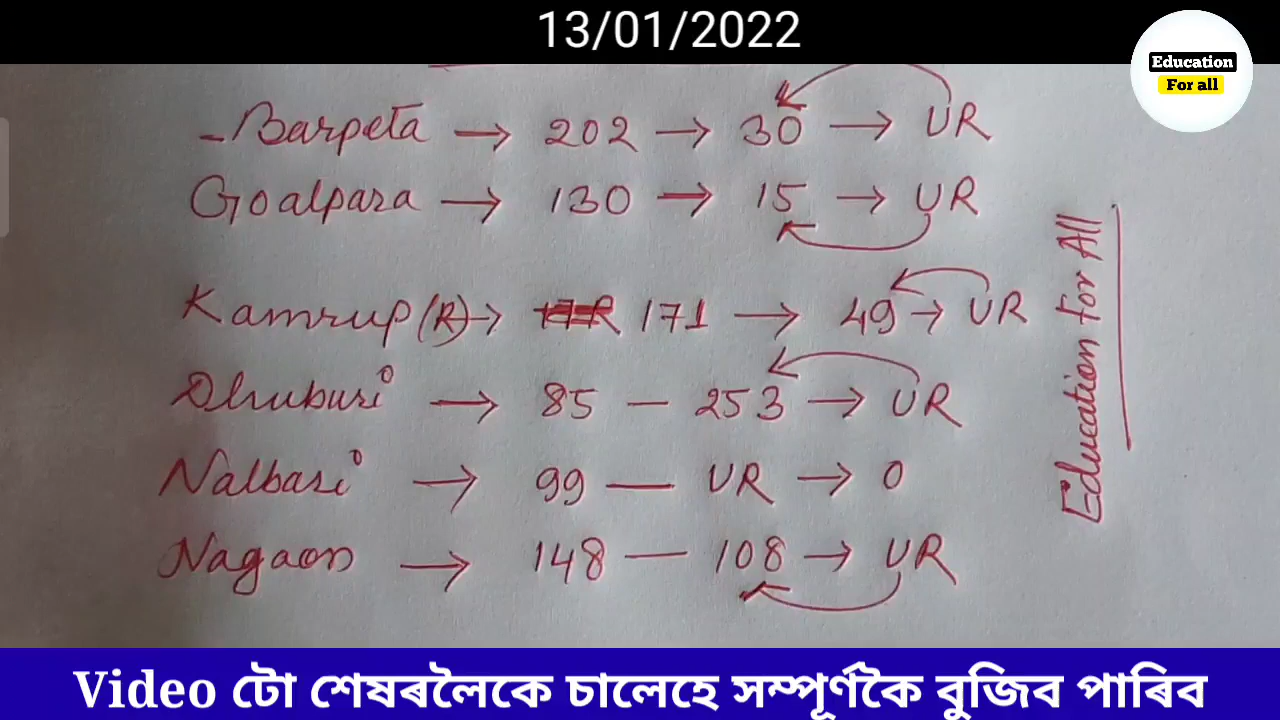 13/01/2022
Education
For all
Barpeta → 202 → 30 → UR
Goalpara → 130 → 15 → UR
Kamrup (R) → 171 → 49 → UR
Dhuburi → 85 — 253 → UR
Nalbari → 99 — UR → 0
Nagaon → 148 — 108 → UR
Education For All
Video টো শেষৰলৈকে চালেহে সম্পূৰ্ণকৈ বুজিব পাৰিব